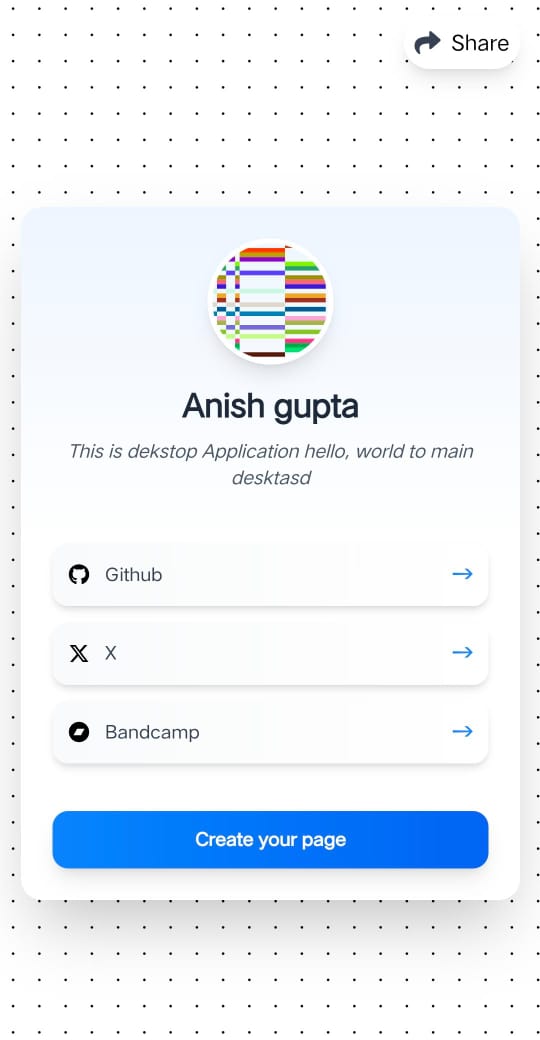 Share
Anish gupta
This is dekstop Application hello, world to main
desktasd
Github
X
Bandcamp
Create your page